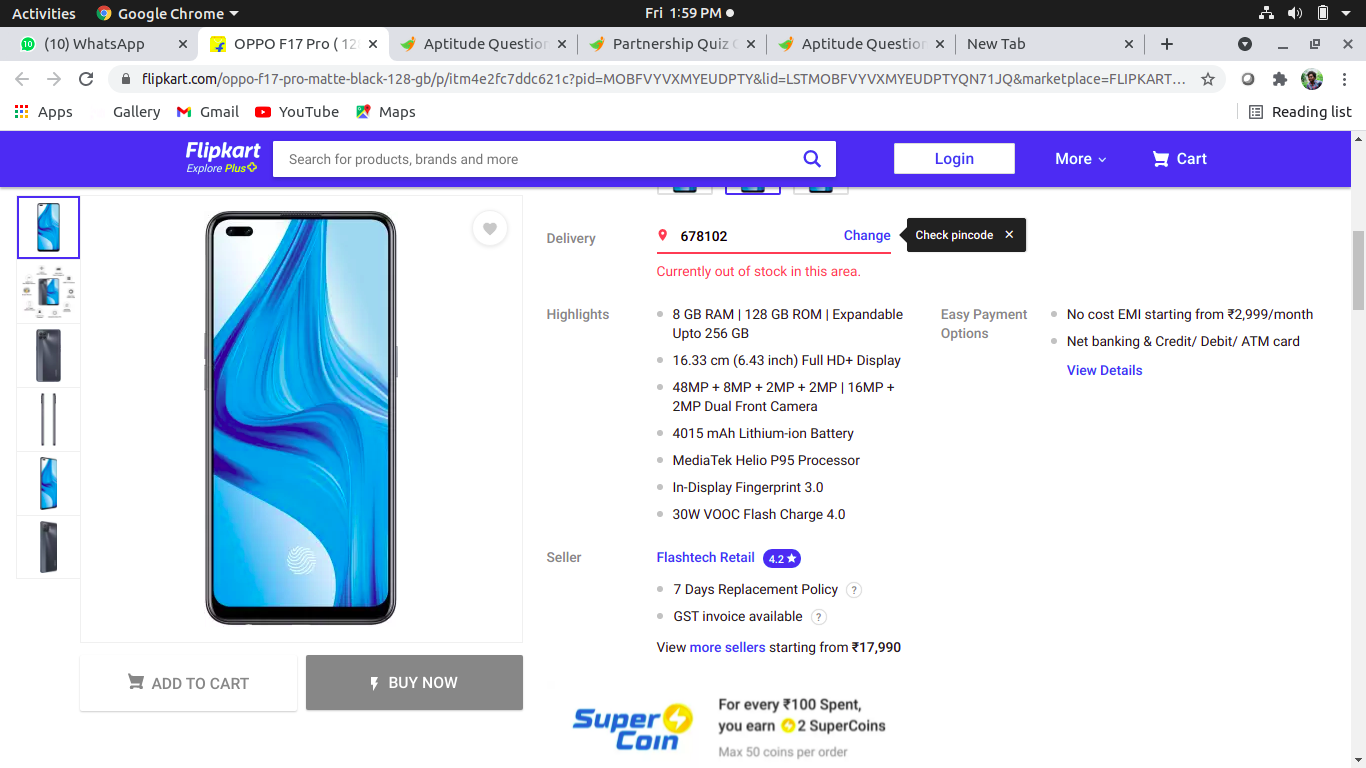 Activities Google Chrome Fri 1:59 PM
(10) WhatsApp OPPO F17 Pro ( 12 Aptitude Question Partnership Quiz Aptitude Question New Tab
flipkart.com/oppo-f17-pro-matte-black-128-gb/p/itm4e2fc7ddc621c?pid=MOBFVYVXMYEUDPTY&lid=LSTMOBFVYVXMYEUDPTYQN71JQ&marketplace=FLIPKART...
Apps Gallery Gmail YouTube Maps Reading list
Flipkart
Explore Plus
Search for products, brands and more
Login More Cart
Delivery 678102 Change Check pincode
Currently out of stock in this area.
Highlights
8 GB RAM | 128 GB ROM | Expandable
Upto 256 GB
16.33 cm (6.43 inch) Full HD+ Display
48MP + 8MP + 2MP + 2MP | 16MP +
2MP Dual Front Camera
4015 mAh Lithium-ion Battery
MediaTek Helio P95 Processor
In-Display Fingerprint 3.0
30W VOOC Flash Charge 4.0
Easy Payment
Options
No cost EMI starting from ₹2,999/month
Net banking & Credit/ Debit/ ATM card
View Details
Seller Flashtech Retail 4.2
7 Days Replacement Policy ?
GST invoice available ?
View more sellers starting from ₹17,990
ADD TO CART BUY NOW
Super
Coin
For every ₹100 Spent,
you earn 2 SuperCoins
Max 50 coins per order